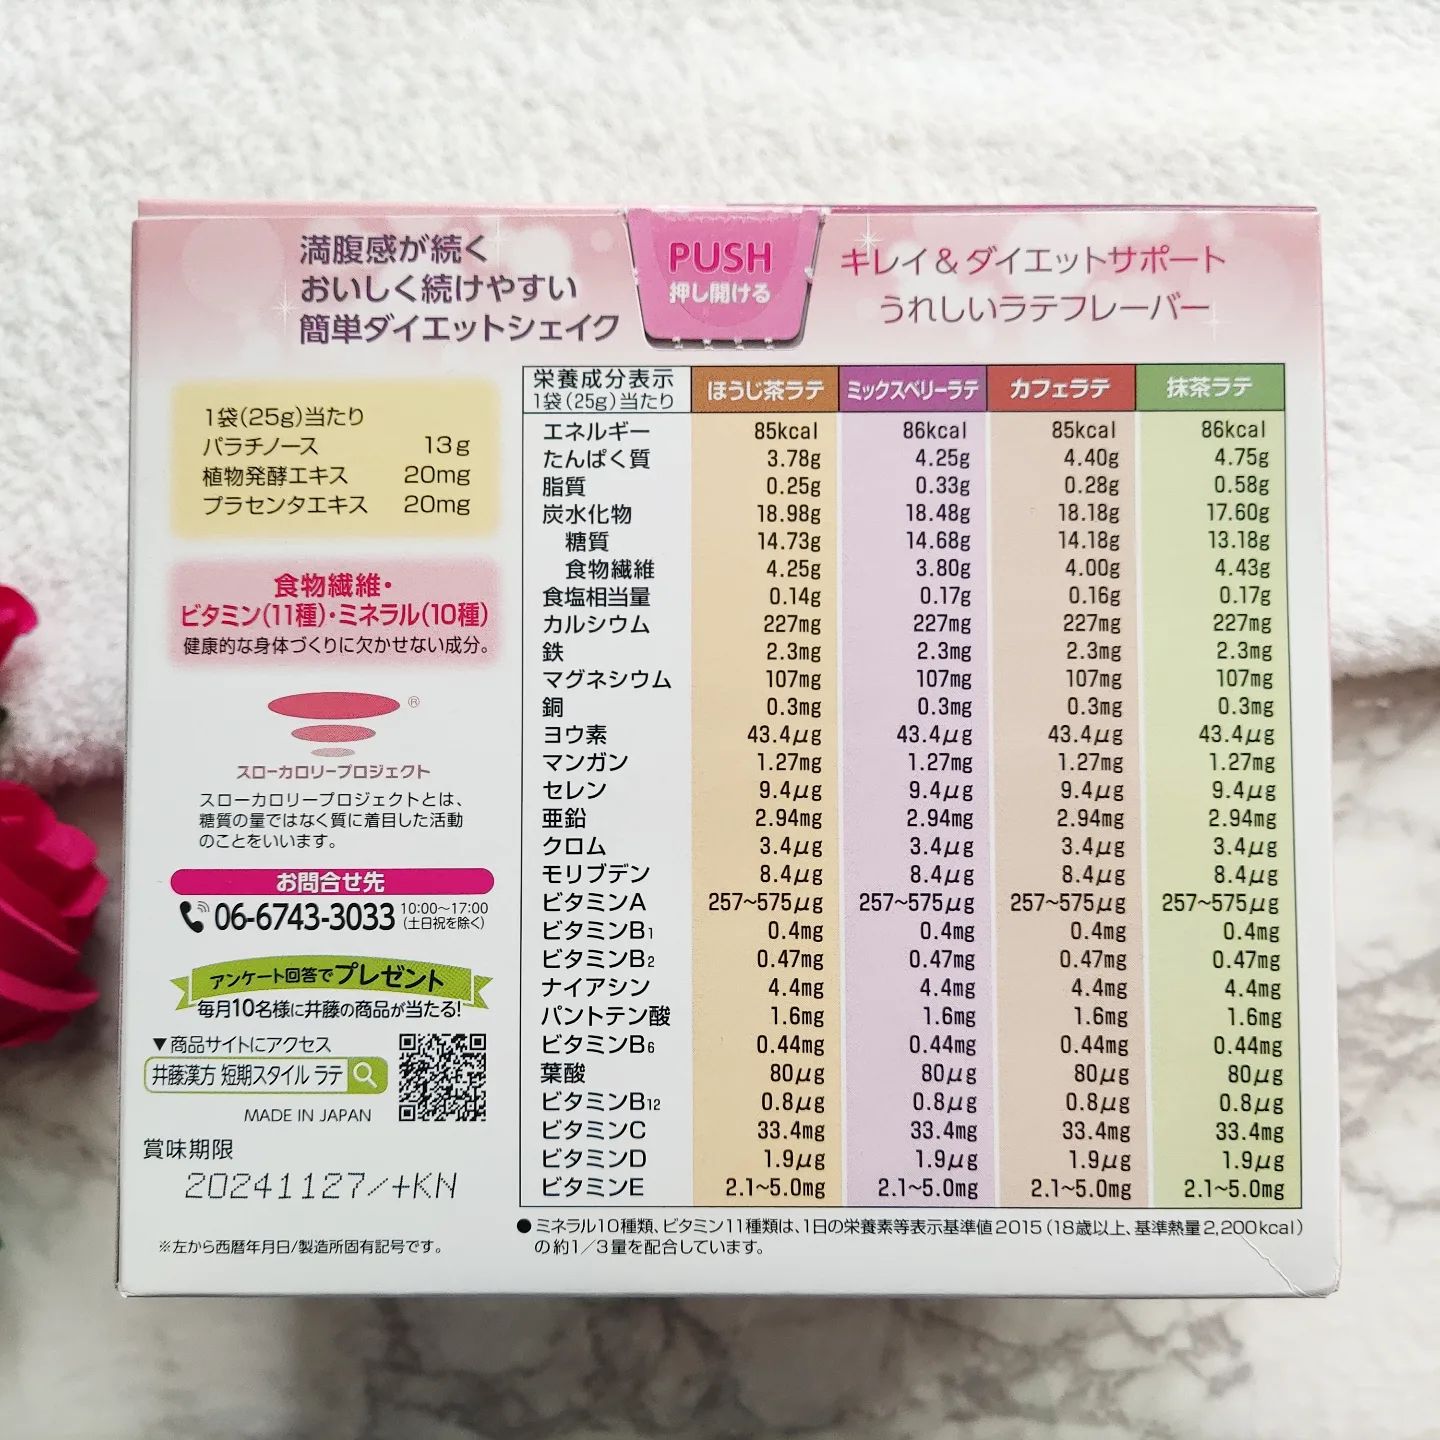 満腹感が続く
おいしく続けやすい
簡単ダイエットシェイク
PUSH
押し開ける
キレイ&ダイエットサポート
うれしいラテフレーバー
1袋(25g)当たり
パラチノース 13g
植物発酵エキス 20mg
プラセンタエキス 20mg
食物繊維・
ビタミン(11種)・ミネラル(10種)
健康的な身体づくりに欠かせない成分。
®
スローカロリープロジェクト
スローカロリープロジェクトとは、
糖質の量ではなく質に着目した活動
のことをいいます。
お問合せ先
06-6743-3033 10:00~17:00
(土日祝を除く)
アンケート回答でプレゼント
毎月10名様に井藤の商品が当たる!
▼商品サイトにアクセス
井藤漢方 短期スタイル ラテ
MADE IN JAPAN
賞味期限
20241127/+KN
※左から西暦年月日/製造所固有記号です。
栄養成分表示
1袋(25g)当たり ほうじ茶ラテ ミックスベリーラテ カフェラテ 抹茶ラテ
エネルギー 85kcal 86kcal 85kcal 86kcal
たんぱく質 3.78g 4.25g 4.40g 4.75g
脂質 0.25g 0.33g 0.28g 0.58g
炭水化物 18.98g 18.48g 18.18g 17.60g
糖質 14.73g 14.68g 14.18g 13.18g
食物繊維 4.25g 3.80g 4.00g 4.43g
食塩相当量 0.14g 0.17g 0.16g 0.17g
カルシウム 227mg 227mg 227mg 227mg
鉄 2.3mg 2.3mg 2.3mg 2.3mg
マグネシウム 107mg 107mg 107mg 107mg
銅 0.3mg 0.3mg 0.3mg 0.3mg
ヨウ素 43.4μg 43.4μg 43.4μg 43.4μg
マンガン 1.27mg 1.27mg 1.27mg 1.27mg
セレン 9.4μg 9.4μg 9.4μg 9.4μg
亜鉛 2.94mg 2.94mg 2.94mg 2.94mg
クロム 3.4μg 3.4μg 3.4μg 3.4μg
モリブデン 8.4μg 8.4μg 8.4μg 8.4μg
ビタミンA 257~575μg 257~575μg 257~575μg 257~575μg
ビタミンB1 0.4mg 0.4mg 0.4mg 0.4mg
ビタミンB2 0.47mg 0.47mg 0.47mg 0.47mg
ナイアシン 4.4mg 4.4mg 4.4mg 4.4mg
パントテン酸 1.6mg 1.6mg 1.6mg 1.6mg
ビタミンB6 0.44mg 0.44mg 0.44mg 0.44mg
葉酸 80μg 80μg 80μg 80μg
ビタミンB12 0.8μg 0.8μg 0.8μg 0.8μg
ビタミンC 33.4mg 33.4mg 33.4mg 33.4mg
ビタミンD 1.9μg 1.9μg 1.9μg 1.9μg
ビタミンE 2.1~5.0mg 2.1~5.0mg 2.1~5.0mg 2.1~5.0mg
●ミネラル10種類、ビタミン11種類は、1日の栄養素等表示基準値2015(18歳以上、基準熱量2,200kcal)
の約1/3量を配合しています。